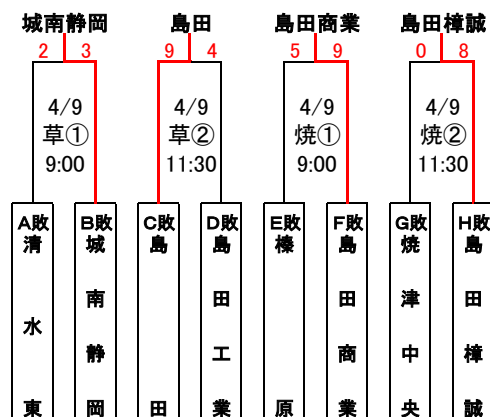 城南静岡 島田 島田商業 島田樟誠
2 3 9 4 5 9 0 8
4/9 4/9 4/9 4/9
草① 草② 焼① 焼②
9:00 11:30 9:00 11:30
A敗 B敗 C敗 D敗 E敗 F敗 G敗 H敗
清水東
城南静岡
島田
島田工業
榛原
島田商業
焼津中央
島田樟誠